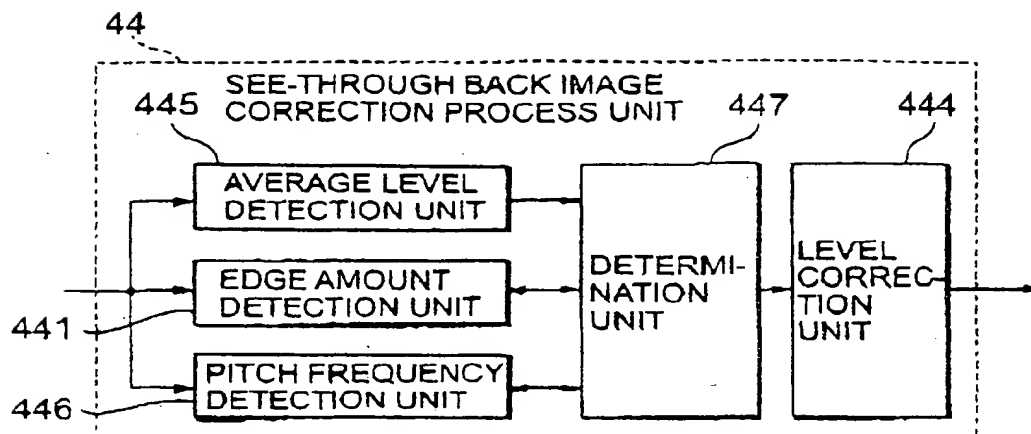 44
SEE-THROUGH BACK IMAGE
CORRECTION PROCESS UNIT
445
447
444
AVERAGE LEVEL
DETECTION UNIT
EDGE AMOUNT
DETECTION UNIT
441
PITCH FREQUENCY
DETECTION UNIT
446
DETERMI-
NATION
UNIT
LEVEL
CORREC-
TION
UNIT